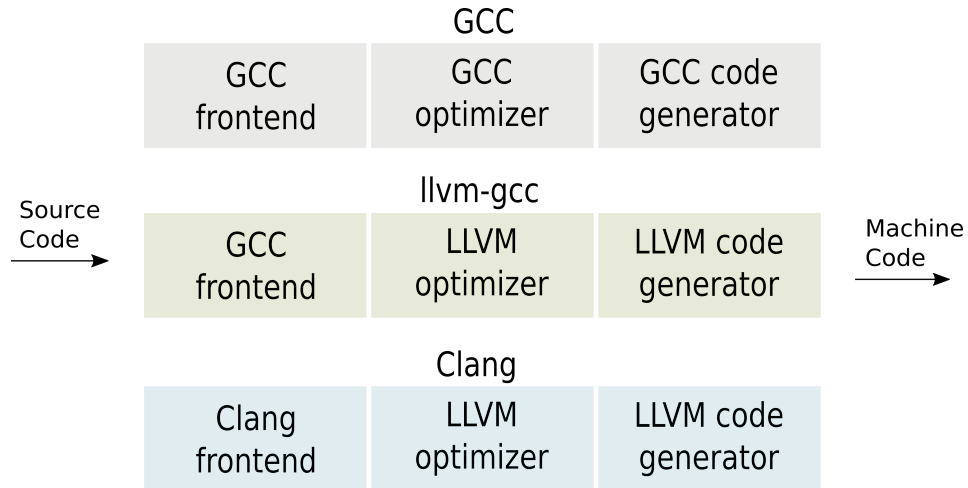 GCC
GCC
frontend
GCC
optimizer
GCC code
generator
Source
Code
llvm-gcc
GCC
frontend
LLVM
optimizer
LLVM code
generator
Machine
Code
Clang
Clang
frontend
LLVM
optimizer
LLVM code
generator